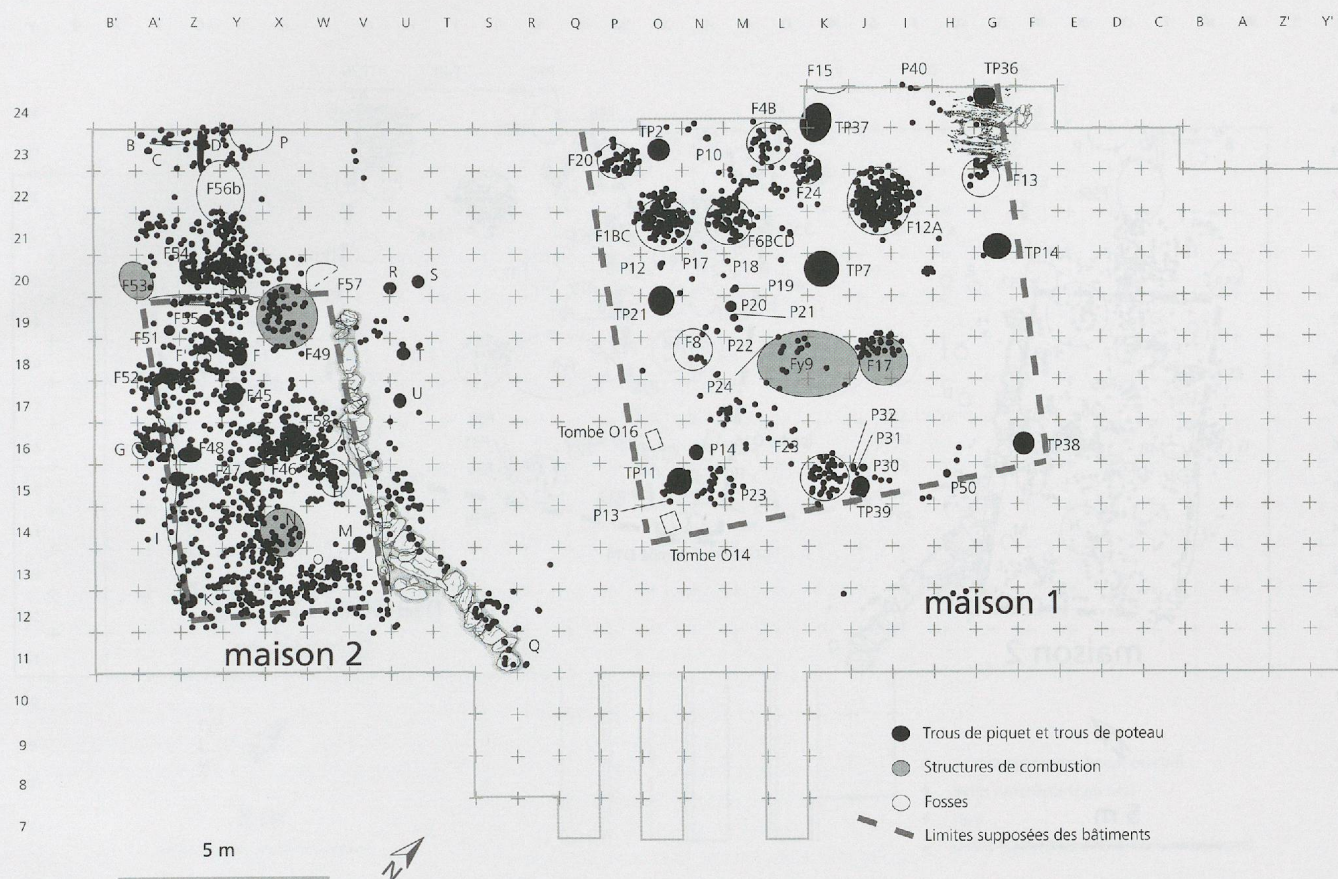 B' A' Z Y X W V U T S R Q P O N M L K J I H G F E D C B A Z' Y'
F15 P40 TP36
24
F4B
TP2 TP37
B D P
23
C F20 P10
F24 F13
F56b
22
F12A
F1BC F6BCD
21
F54 TP14
P12 P17 P18
R S TP7
20
F53 F57
P19
TP21 P20 P21
19
F55
F51
F8
F' F F49 T P22 Fy9 F17
18
F52 P24
F45 U
17
P32
F58 Tombe O16 P31
16
G F48 P14 F23 TP38
F47 F46 TP11 P30
H P50
15
P23
P13 TP39
N
14
I M Tombe O14
O L
13
K
maison 1
12
Q
maison 2
11
10
Trous de piquet et trous de poteau
9
Structures de combustion
8
Fosses
7
Limites supposées des bâtiments
5 m
N